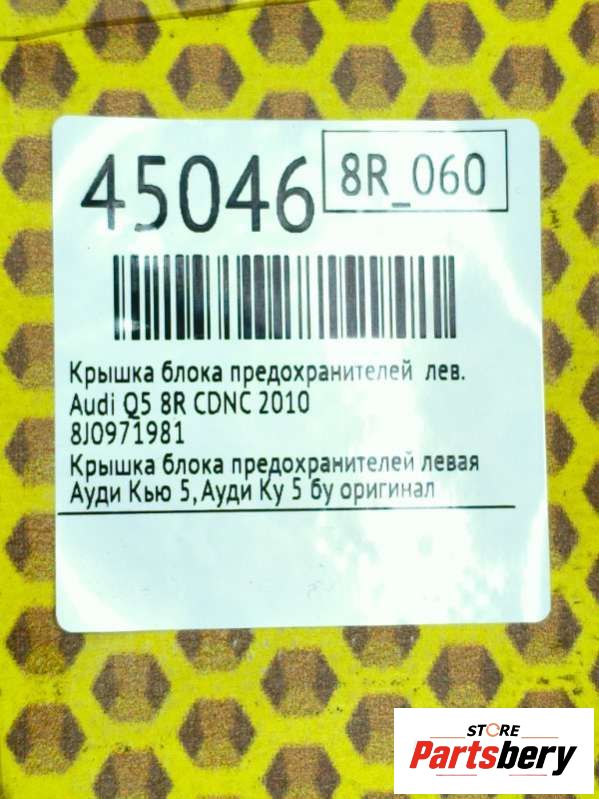 45046
8R_060
Крышка блока предохранителей лев.
Audi Q5 8R CDNC 2010
8J0971981
Крышка блока предохранителей левая
Ауди Кью 5, Ауди Ку 5 бу оригинал
STORE
Partsbery